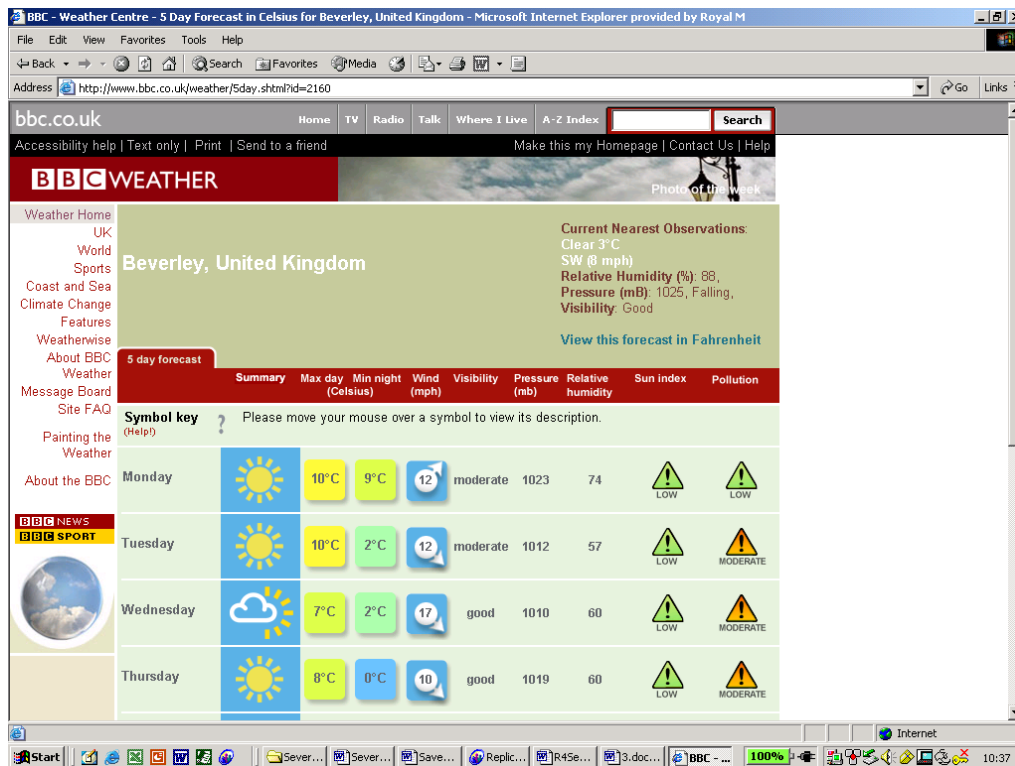 BBC - Weather Centre - 5 Day Forecast in Celsius for Beverley, United Kingdom - Microsoft Internet Explorer provided by Royal M
File Edit View Favorites Tools Help
Back Search Favorites Media
Address http://www.bbc.co.uk/weather/5day.shtml?id=2160 Go Links
bbc.co.uk Home TV Radio Talk Where I Live A-Z Index Search
Accessibility help | Text only | Print | Send to a friend Make this my Homepage | Contact Us | Help
BBC WEATHER Photo of the week
Weather Home
UK
World
Sports
Coast and Sea
Climate Change
Features
Weatherwise
About BBC
Weather
Message Board
Site FAQ
Painting the
Weather
About the BBC
BBC NEWS
BBC SPORT
Beverley, United Kingdom
Current Nearest Observations:
Clear 3°C
SW (8 mph)
Relative Humidity (%): 88,
Pressure (mB): 1025, Falling,
Visibility: Good
View this forecast in Fahrenheit
5 day forecast
Summary Max day Min night Wind Visibility Pressure Relative Sun index Pollution
(Celsius) (mph) (mb) humidity
Symbol key ? Please move your mouse over a symbol to view its description.
(Help!)
Monday 10°C 9°C 12 moderate 1023 74 LOW LOW
Tuesday 10°C 2°C 12 moderate 1012 57 LOW MODERATE
Wednesday 7°C 2°C 17 good 1010 60 LOW MODERATE
Thursday 8°C 0°C 10 good 1019 60 LOW MODERATE
Internet
Start Sever... Sever... Save... Replic... R4Se... 3.doc... BBC - ... 100% 10:37